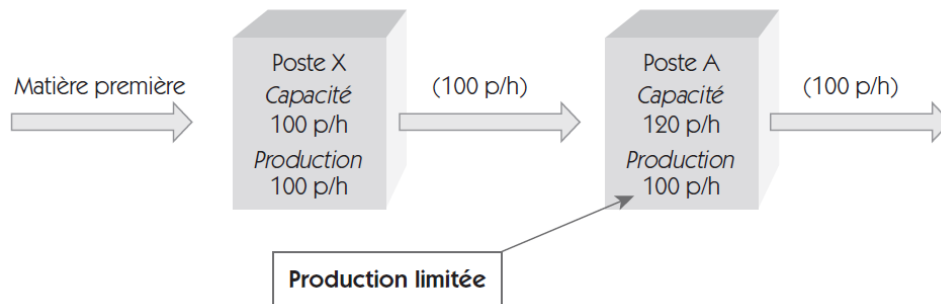 Matière première
Poste X
Capacité
100 p/h
Production
100 p/h
(100 p/h)
Poste A
Capacité
120 p/h
Production
100 p/h
(100 p/h)
Production limitée